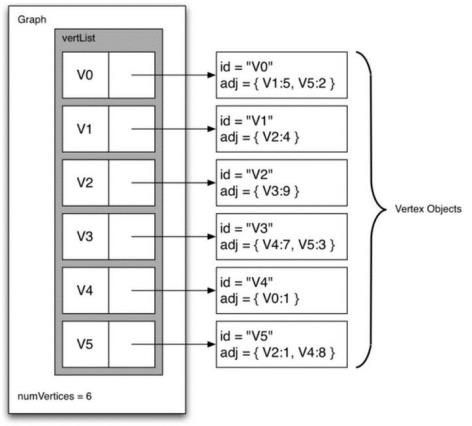 Graph
vertList
V0
id = "V0"
adj = { V1:5, V5:2 }
V1
id = "V1"
adj = { V2:4 }
V2
id = "V2"
adj = { V3:9 }
V3
id = "V3"
adj = { V4:7, V5:3 }
V4
id = "V4"
adj = { V0:1 }
V5
id = "V5"
adj = { V2:1, V4:8 }
Vertex Objects
numVertices = 6